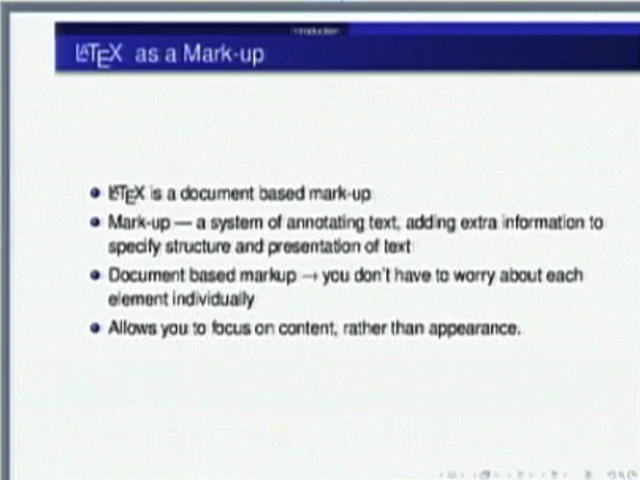 Introduction
LATEX as a Mark-up
LATEX is a document based mark-up
Mark-up — a system of annotating text, adding extra information to
specify structure and presentation of text
Document based markup → you don't have to worry about each
element individually
Allows you to focus on content, rather than appearance.